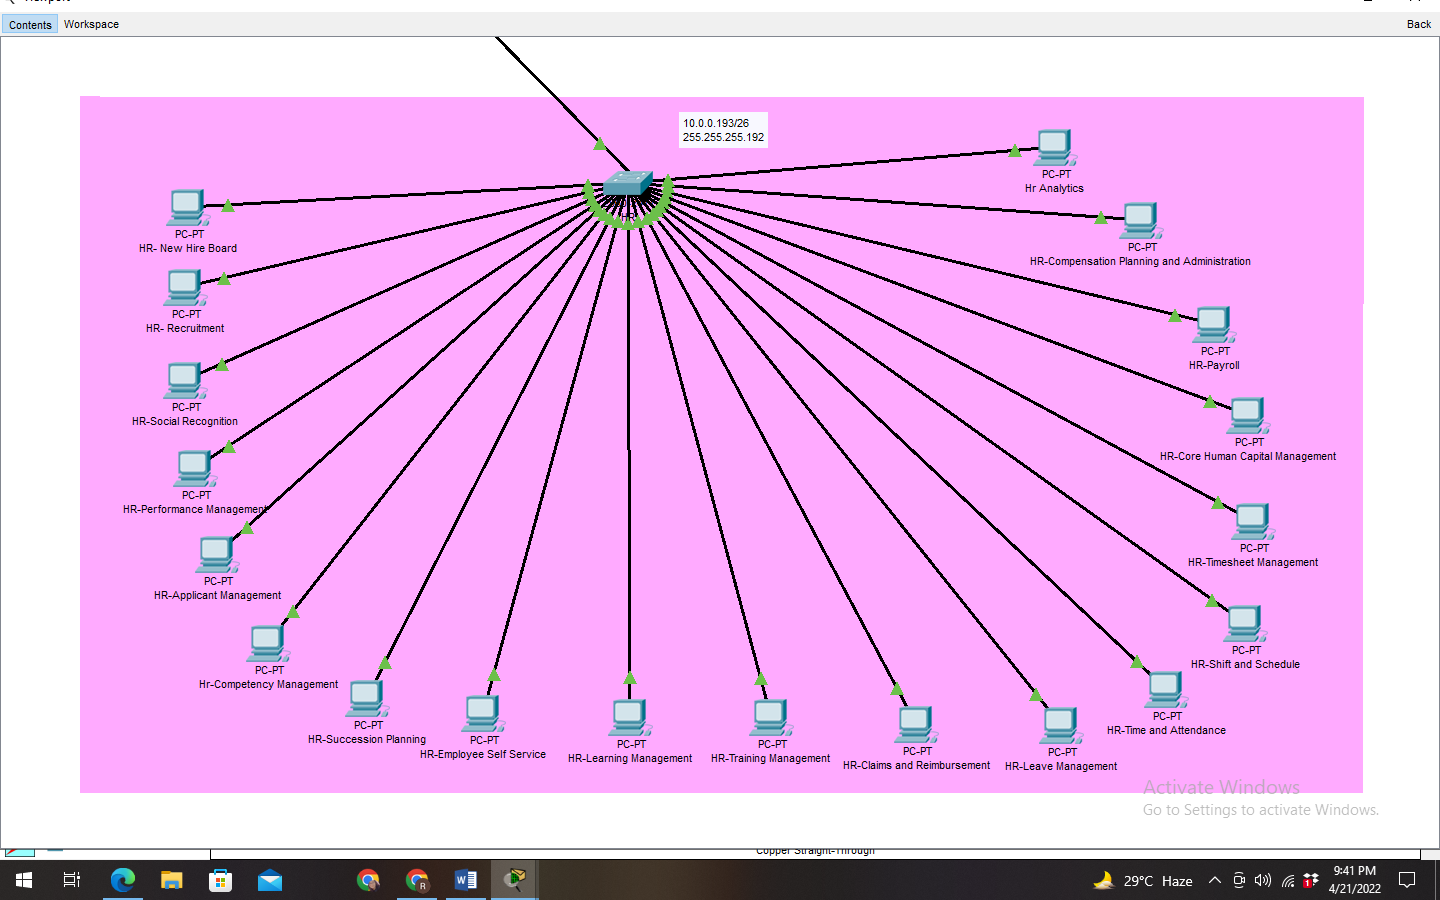 Contents Workspace Back
10.0.0.193/26
255.255.255.192
HR
PC-PT
Hr Analytics
PC-PT
HR- New Hire Board
PC-PT
HR-Compensation Planning and Administration
PC-PT
HR- Recruitment
PC-PT
HR-Payroll
PC-PT
HR-Social Recognition
PC-PT
HR-Core Human Capital Management
PC-PT
HR-Performance Management
PC-PT
HR-Timesheet Management
PC-PT
HR-Applicant Management
PC-PT
HR-Shift and Schedule
PC-PT
Hr-Competency Management
PC-PT
HR-Time and Attendance
PC-PT
HR-Succession Planning
PC-PT
HR-Employee Self Service
PC-PT
HR-Learning Management
PC-PT
HR-Training Management
PC-PT
HR-Claims and Reimbursement
PC-PT
HR-Leave Management
Activate Windows
Go to Settings to activate Windows.
Copper Straight-Through
29°C Haze
9:41 PM
4/21/2022